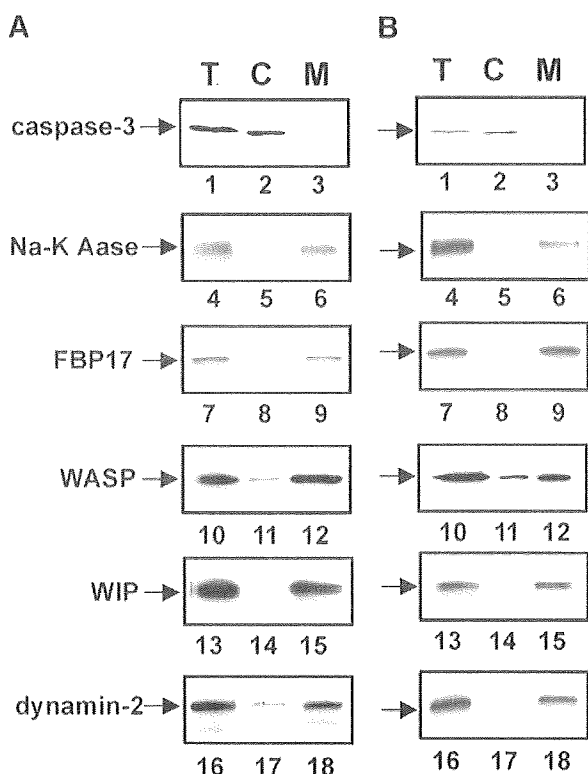 A B
T C M T C M
caspase-3
1 2 3 1 2 3
Na-K Aase
4 5 6 4 5 6
FBP17
7 8 9 7 8 9
WASP
10 11 12 10 11 12
WIP
13 14 15 13 14 15
dynamin-2
16 17 18 16 17 18